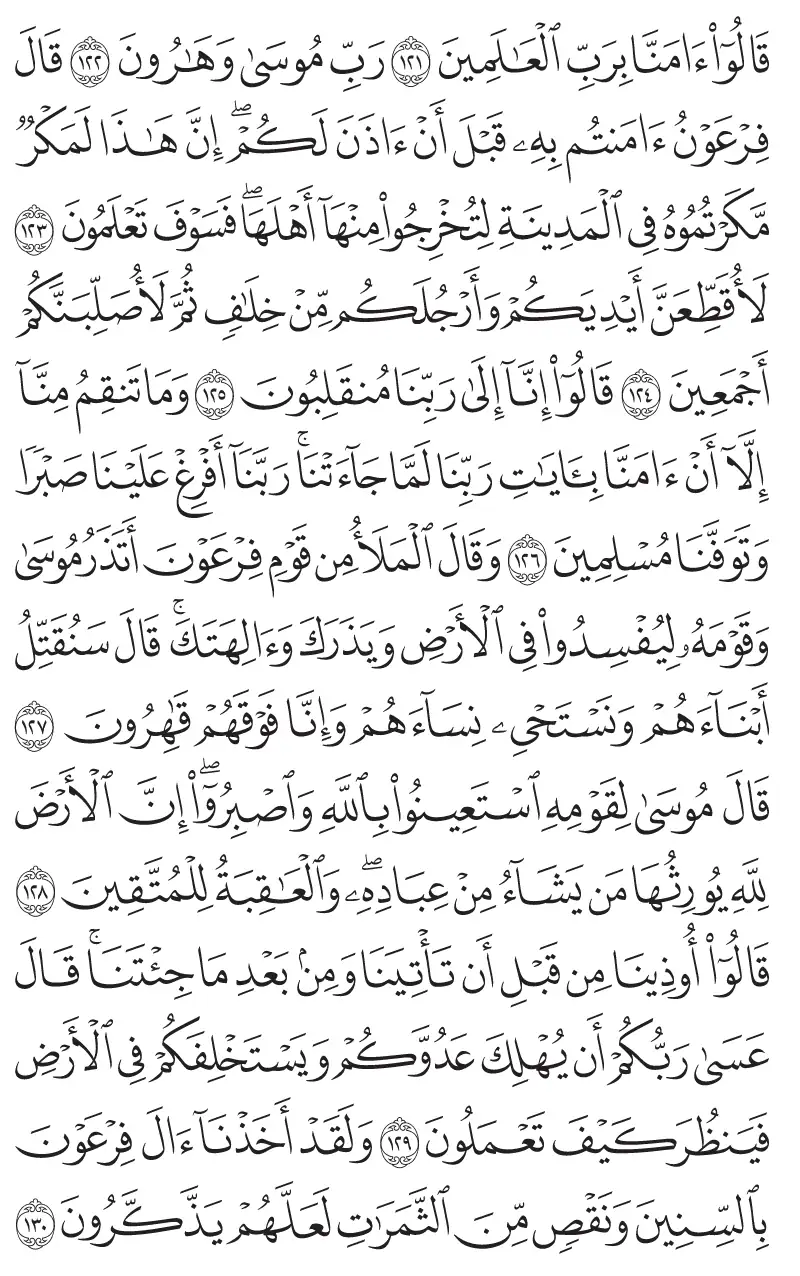 قَالُوٓا۟ ءَامَنَّا بِرَبِّ ٱلْعَـٰلَمِينَ ١٢١ رَبِّ مُوسَىٰ وَهَـٰرُونَ ١٢٢ قَالَ
فِرْعَوْنُ ءَامَنتُم بِهِۦ قَبْلَ أَنْ ءَاذَنَ لَكُمْ ۖ إِنَّ هَـٰذَا لَمَكْرٌ
مَّكَرْتُمُوهُ فِى ٱلْمَدِينَةِ لِتُخْرِجُوا۟ مِنْهَآ أَهْلَهَا ۖ فَسَوْفَ تَعْلَمُونَ ١٢٣
لَأُقَطِّعَنَّ أَيْدِيَكُمْ وَأَرْجُلَكُم مِّنْ خِلَـٰفٍ ثُمَّ لَأُصَلِّبَنَّكُمْ
أَجْمَعِينَ ١٢٤ قَالُوٓا۟ إِنَّآ إِلَىٰ رَبِّنَا مُنقَلِبُونَ ١٢٥ وَمَا تَنقِمُ مِنَّآ
إِلَّآ أَنْ ءَامَنَّا بِـَٔايَـٰتِ رَبِّنَا لَمَّا جَآءَتْنَا ۚ رَبَّنَآ أَفْرِغْ عَلَيْنَا صَبْرًا
وَتَوَفَّنَا مُسْلِمِينَ ١٢٦ وَقَالَ ٱلْمَلَأُ مِن قَوْمِ فِرْعَوْنَ أَتَذَرُ مُوسَىٰ
وَقَوْمَهُۥ لِيُفْسِدُوا۟ فِى ٱلْأَرْضِ وَيَذَرَكَ وَءَالِهَتَكَ ۚ قَالَ سَنُقَتِّلُ
أَبْنَآءَهُمْ وَنَسْتَحْىِۦ نِسَآءَهُمْ وَإِنَّا فَوْقَهُمْ قَـٰهِرُونَ ١٢٧
قَالَ مُوسَىٰ لِقَوْمِهِ ٱسْتَعِينُوا۟ بِٱللَّهِ وَٱصْبِرُوٓا۟ ۖ إِنَّ ٱلْأَرْضَ
لِلَّهِ يُورِثُهَا مَن يَشَآءُ مِنْ عِبَادِهِۦ ۖ وَٱلْعَـٰقِبَةُ لِلْمُتَّقِينَ ١٢٨
قَالُوٓا۟ أُوذِينَا مِن قَبْلِ أَن تَأْتِيَنَا وَمِنۢ بَعْدِ مَا جِئْتَنَا ۚ قَالَ
عَسَىٰ رَبُّكُمْ أَن يُهْلِكَ عَدُوَّكُمْ وَيَسْتَخْلِفَكُمْ فِى ٱلْأَرْضِ
فَيَنظُرَ كَيْفَ تَعْمَلُونَ ١٢٩ وَلَقَدْ أَخَذْنَآ ءَالَ فِرْعَوْنَ
بِٱلسِّنِينَ وَنَقْصٍ مِّنَ ٱلثَّمَرَٰتِ لَعَلَّهُمْ يَذَّكَّرُونَ ١٣٠